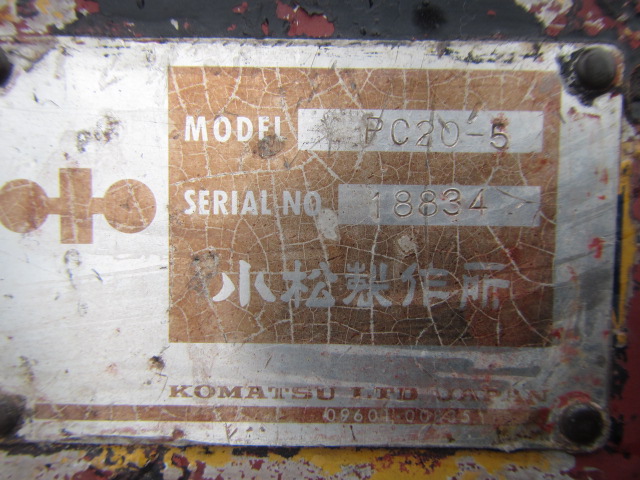 MODEL PC20-5
SERIAL NO 18834
小松製作所
KOMATSU LTD JAPAN